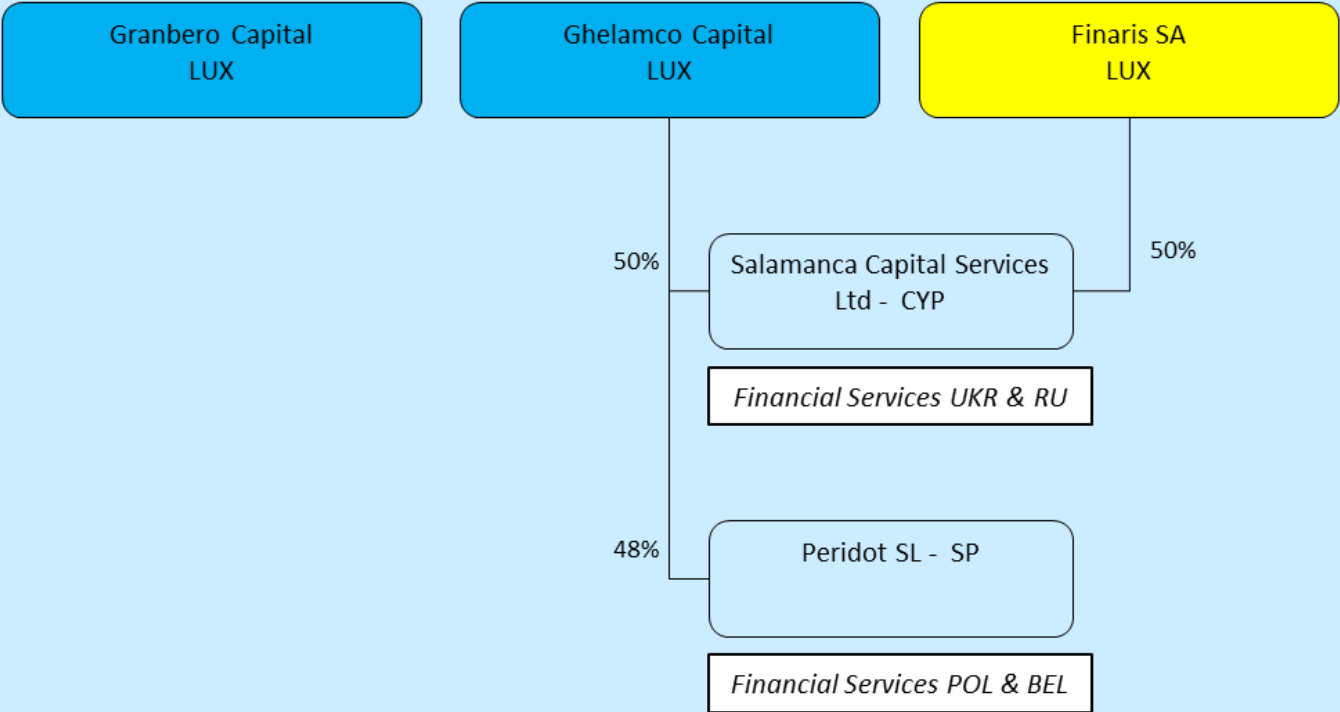 Granbero Capital
LUX
Ghelamco Capital
LUX
Finaris SA
LUX
50%
Salamanca Capital Services
Ltd - CYP
50%
Financial Services UKR & RU
48%
Peridot SL - SP
Financial Services POL & BEL